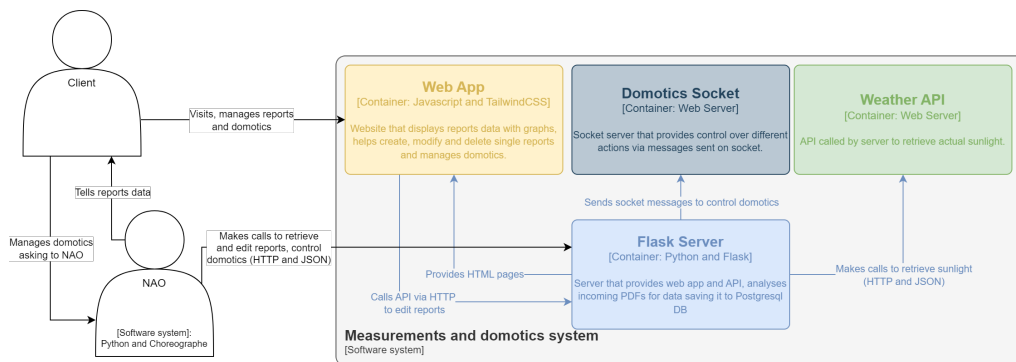 Client
Visits, manages reports
and domotics
Tells reports data
Manages domotics
asking to NAO
NAO
[Software system]:
Python and Choreographe
Makes calls to retrieve
and edit reports, control
domotics (HTTP and JSON)
Web App
[Container: Javascript and TailwindCSS]
Website that displays reports data with graphs,
helps create, modify and delete single reports
and manages domotics.
Domotics Socket
[Container: Web Server]
Socket server that provides control over different
actions via messages sent on socket.
Weather API
[Container: Web Server]
API called by server to retrieve actual sunlight.
Sends socket messages to control domotics
Flask Server
[Container: Python and Flask]
Server that provides web app and API, analyses
incoming PDFs for data saving it to Postgresql
DB
Provides HTML pages
Calls API via HTTP
to edit reports
Makes calls to retrieve sunlight
(HTTP and JSON)
Measurements and domotics system
[Software system]